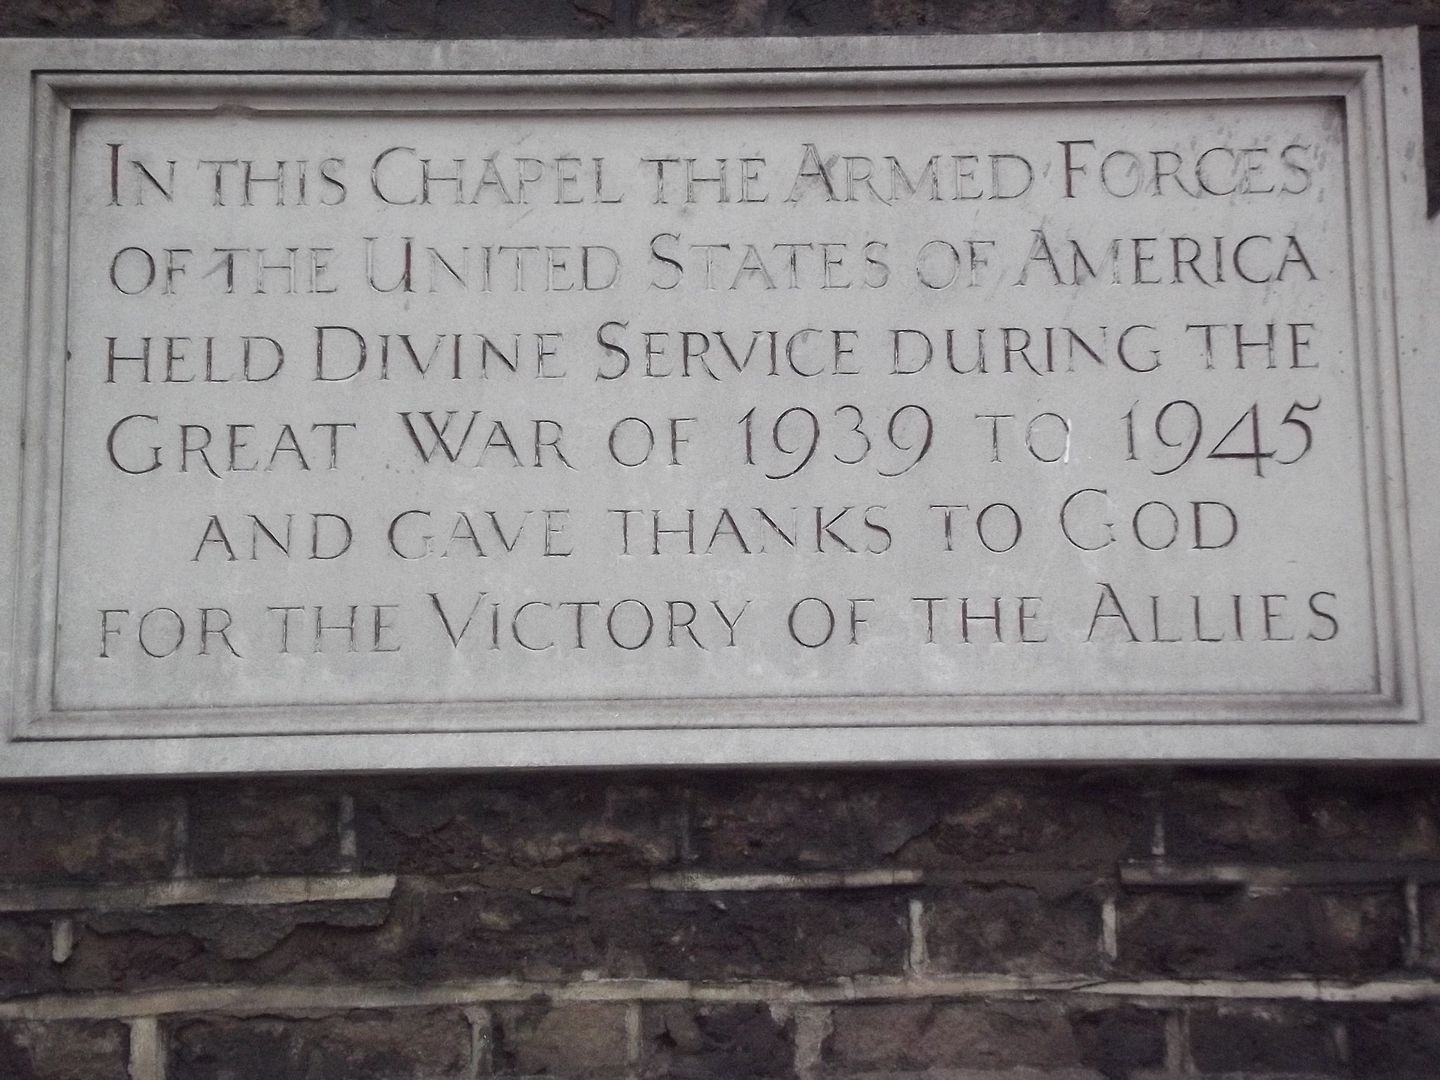 In this Chapel the Armed Forces
of the United States of America
held Divine Service during the
Great War of 1939 to 1945
and gave thanks to God
for the Victory of the Allies